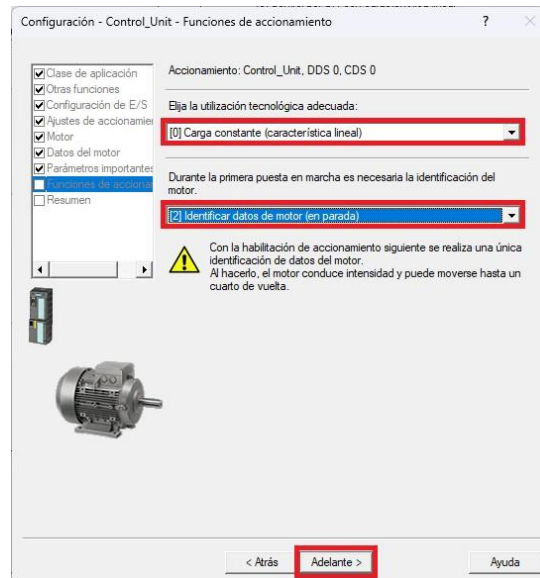 Configuración - Control_Unit - Funciones de accionamiento ? ×
Clase de aplicación
Otras funciones
Configuración de E/S
Ajustes de accionamie
Motor
Datos del motor
Parámetros importantes
Funciones de acciona
Resumen
Accionamiento: Control_Unit, DDS 0, CDS 0
Elija la utilización tecnológica adecuada:
[0] Carga constante (característica lineal)
Durante la primera puesta en marcha es necesaria la identificación del
motor.
[2] Identificar datos de motor (en parada)
Con la habilitación de accionamiento siguiente se realiza una única
identificación de datos del motor.
Al hacerlo, el motor conduce intensidad y puede moverse hasta un
cuarto de vuelta.
< Atrás
Adelante >
Ayuda